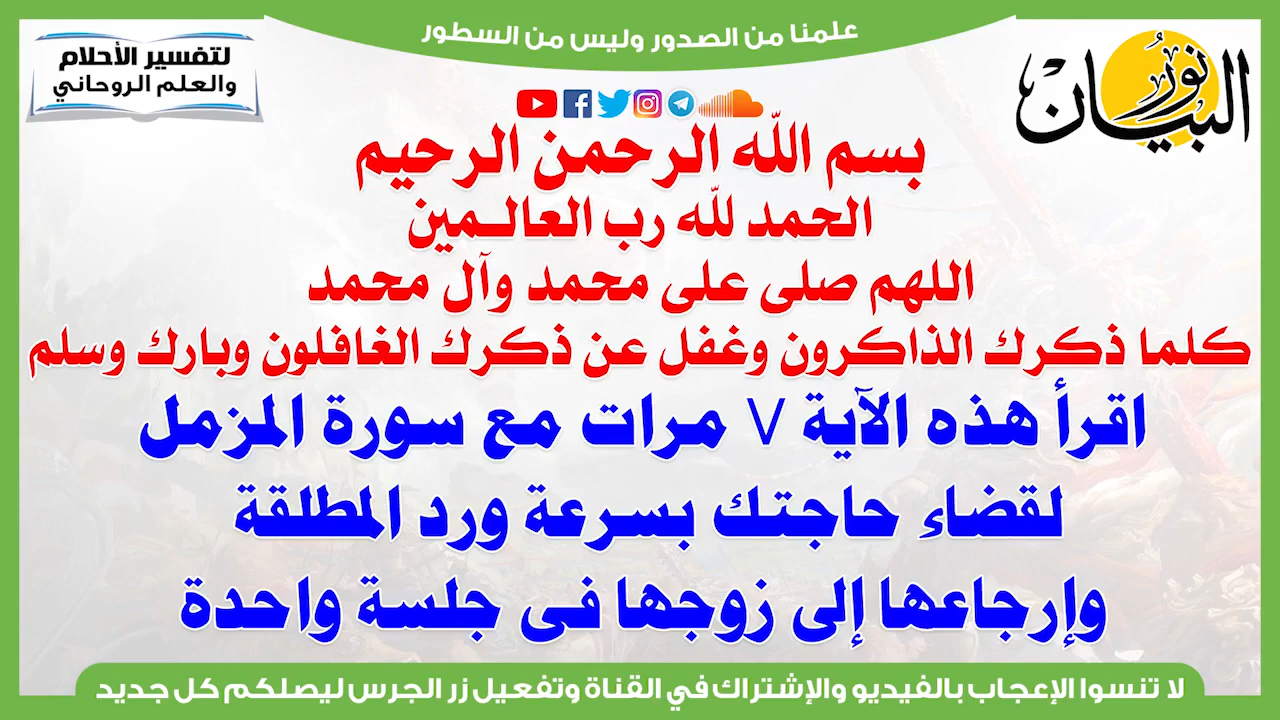 علمنا من الصدور وليس من السطور
نور البيان
لتفسير الأحلام
والعلم الروحاني
بسم الله الرحمن الرحيم
الحمد لله رب العالـمين
اللهم صلى على محمد وآل محمد
كلما ذكرك الذاكرون وغفل عن ذكرك الغافلون وبارك وسلم
اقرأ هذه الآية ٧ مرات مع سورة المزمل
لقضاء حاجتك بسرعة ورد المطلقة
وإرجاعها إلى زوجها فى جلسة واحدة
لا تنسوا الإعجاب بالفيديو والإشتراك في القناة وتفعيل زر الجرس ليصلكم كل جديد